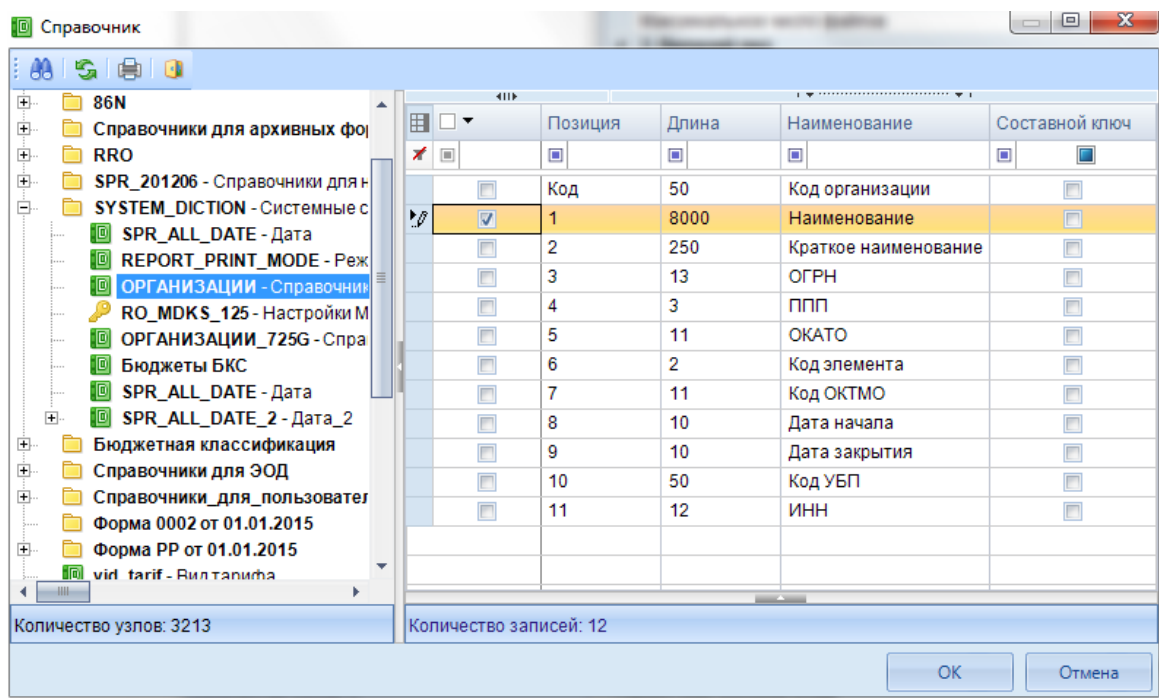 Справочник
86N
Справочники для архивных фо
RRO
SPR_201206 - Справочники для н
SYSTEM_DICTION - Системные с
SPR_ALL_DATE - Дата
REPORT_PRINT_MODE - Реж
ОРГАНИЗАЦИИ - Справочник
RO_MDKS_125 - Настройки М
ОРГАНИЗАЦИИ_725G - Спра
Бюджеты БКС
SPR_ALL_DATE - Дата
SPR_ALL_DATE_2 - Дата_2
Бюджетная классификация
Справочники для ЭОД
Справочники_для_пользовател
Форма 0002 от 01.01.2015
Форма РР от 01.01.2015
vid_tarif - Вид тарифа
Количество узлов: 3213
Позиция Длина Наименование Составной ключ
Код 50 Код организации
1 8000 Наименование
2 250 Краткое наименование
3 13 ОГРН
4 3 ППП
5 11 ОКАТО
6 2 Код элемента
7 11 Код ОКТМО
8 10 Дата начала
9 10 Дата закрытия
10 50 Код УБП
11 12 ИНН
Количество записей: 12
ОК Отмена